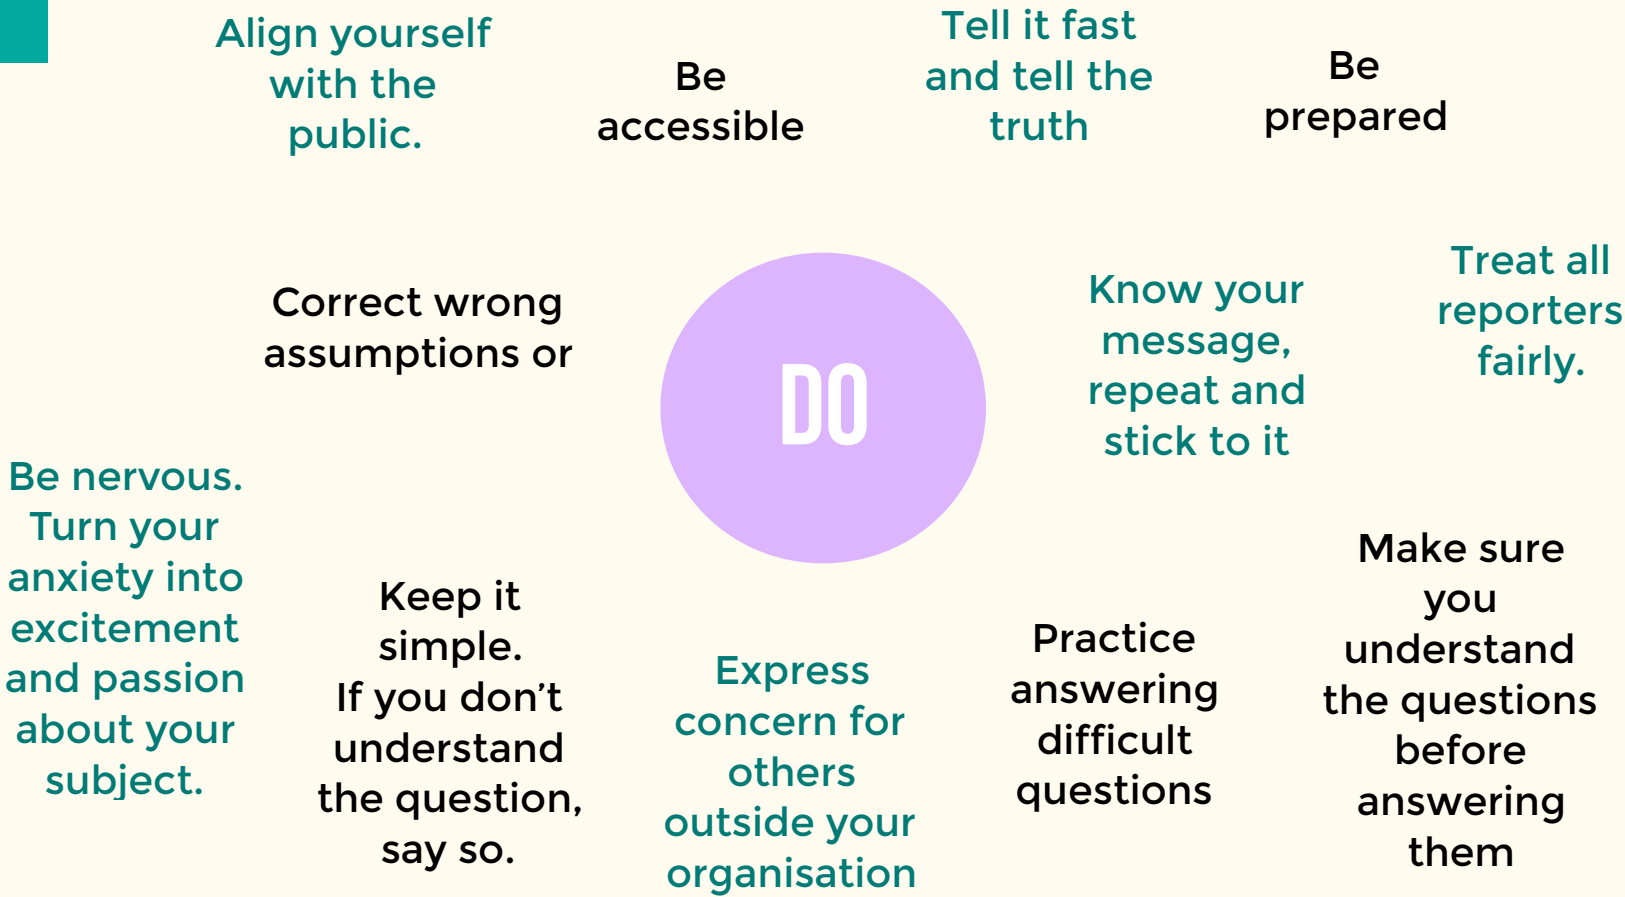 Align yourself
with the
public.
Be
accessible
Tell it fast
and tell the
truth
Be
prepared
Correct wrong
assumptions or
DO
Know your
message,
repeat and
stick to it
Treat all
reporters
fairly.
Be nervous.
Turn your
anxiety into
excitement
and passion
about your
subject.
Keep it
simple.
If you don’t
understand
the question,
say so.
Express
concern for
others
outside your
organisation
Practice
answering
difficult
questions
Make sure
you
understand
the questions
before
answering
them